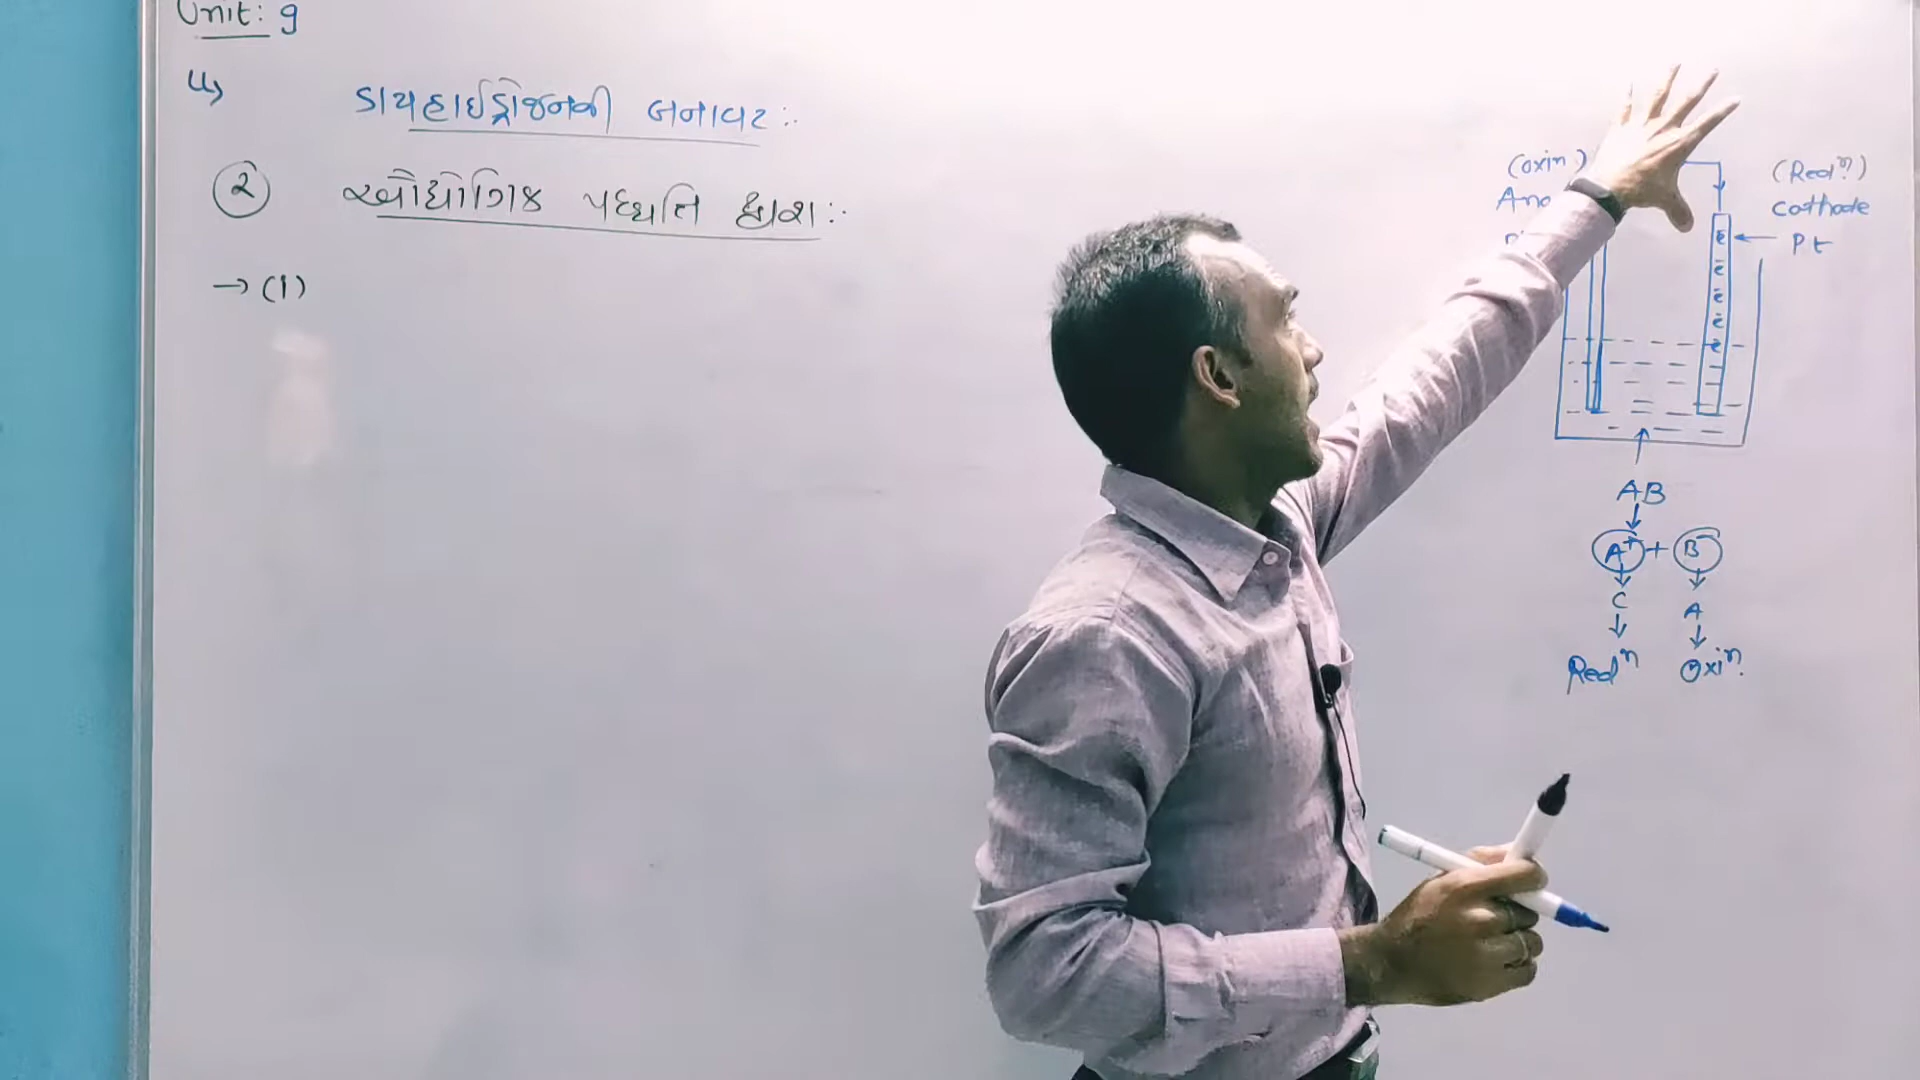 Unit: 9
ડાયહાઈડ્રોજનની બનાવટ :.
૨ ઔદ્યોગિક પદ્ધતિ દ્વારા :.
→ (1)
(oxin)
Ano
(Redn)
Cathode
Pt
e e e e e
AB
A+ + B-
C A
Redn Oxin.